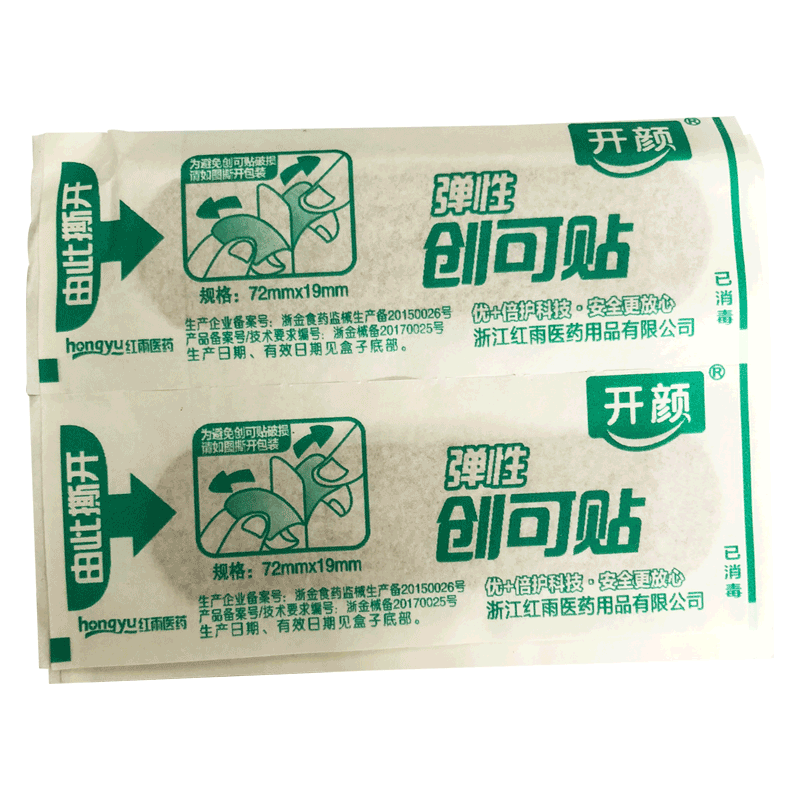 开颜®
由此撕开
为避免创可贴破损
请如图撕开包装
弹性
创可贴
规格：72mmx19mm
已消毒
优+倍护科技·安全更放心
浙江红雨医药用品有限公司
hongyu红雨医药
生产企业备案号：浙金食药监械生产备20150026号
产品备案号/技术要求编号：浙金械备20170025号
生产日期、有效日期见盒子底部。
开颜®
由此撕开
为避免创可贴破损
请如图撕开包装
弹性
创可贴
规格：72mmx19mm
已消毒
优+倍护科技·安全更放心
浙江红雨医药用品有限公司
hongyu红雨医药
生产企业备案号：浙金食药监械生产备20150026号
产品备案号/技术要求编号：浙金械备20170025号
生产日期、有效日期见盒子底部。